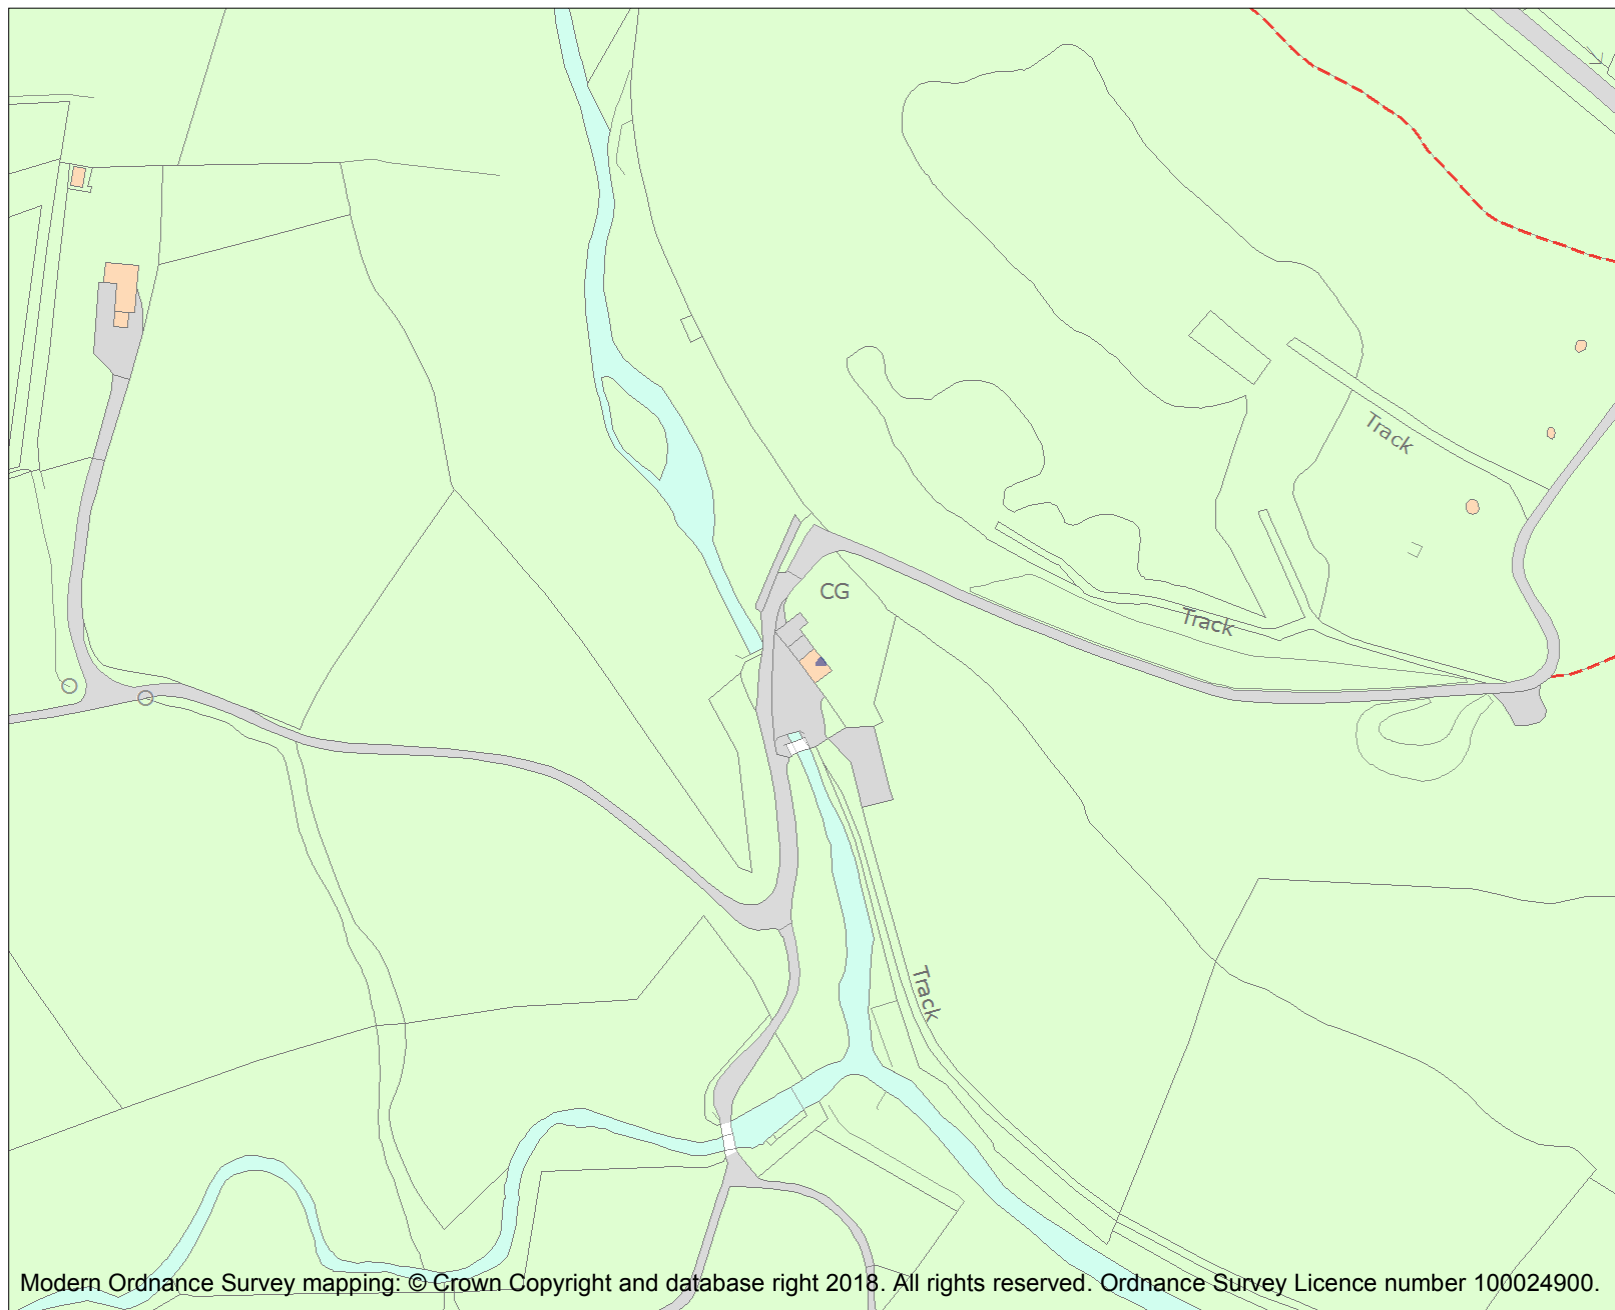 Track
CG
Track
Track
Modern Ordnance Survey mapping: © Crown Copyright and database right 2018. All rights reserved. Ordnance Survey Licence number 100024900.